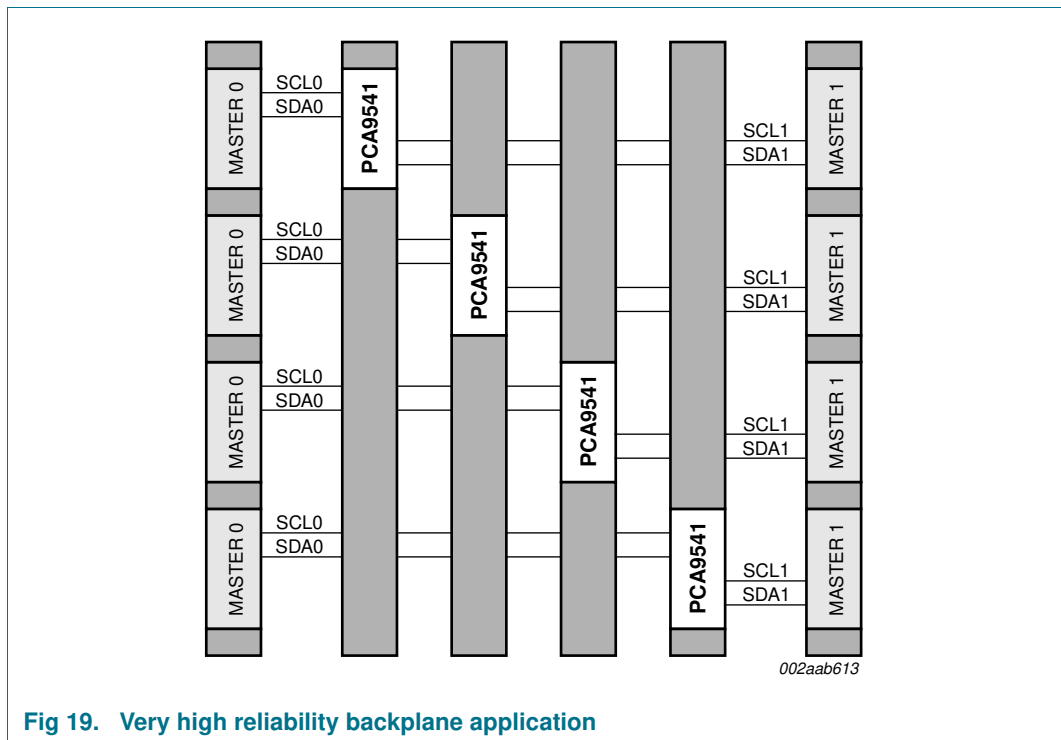 MASTER 0
SCL0
SDA0
PCA9541
SCL1
SDA1
MASTER 1
MASTER 0
SCL0
SDA0
PCA9541
SCL1
SDA1
MASTER 1
MASTER 0
SCL0
SDA0
PCA9541
SCL1
SDA1
MASTER 1
MASTER 0
SCL0
SDA0
PCA9541
SCL1
SDA1
MASTER 1
002aab613
Fig 19. Very high reliability backplane application